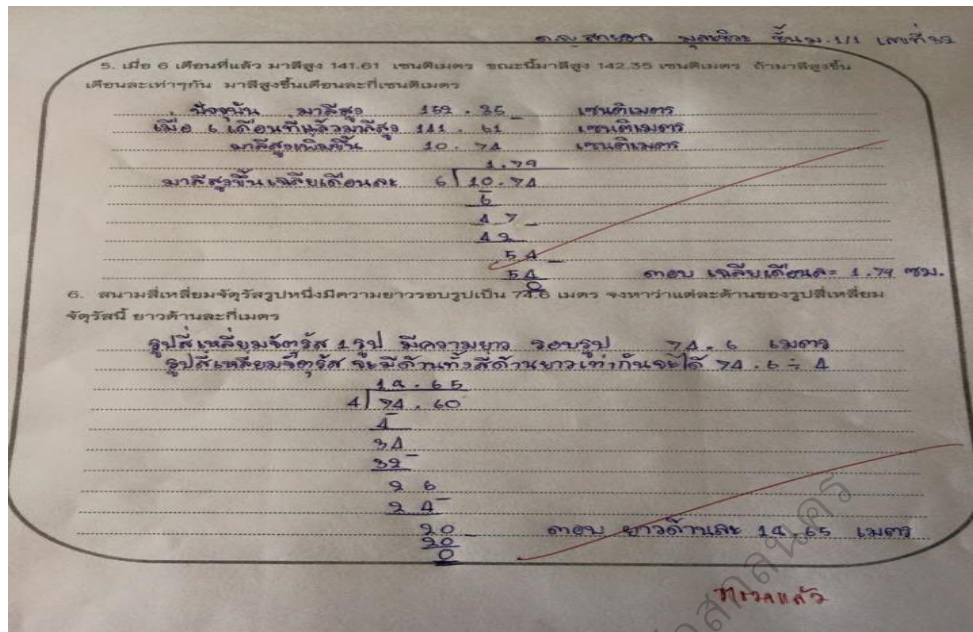 ชั้น ม.1/1 เลขที่ 32
5. เมื่อ 6 เดือนที่แล้ว มาลีสูง 141.61 เซนติเมตร ขณะนี้มาลีสูง 142.35 เซนติเมตร ถ้ามาลีสูงขึ้น
เดือนละเท่าๆกัน มาลีสูงขึ้นเดือนละกี่เซนติเมตร
ปัจจุบัน มาลีสูง 152.35 เซนติเมตร
เมื่อ 6 เดือนที่แล้วมาลีสูง 141.61 เซนติเมตร
มาลีสูงเพิ่มขึ้น 10.74 เซนติเมตร
1.79
มาลีสูงขึ้นเฉลี่ยเดือนละ 6 10.74
6
47
42
54
54 ตอบ เฉลี่ยเดือนละ 1.79 ซม.
0
6. สนามสี่เหลี่ยมจัตุรัสรูปหนึ่งมีความยาวรอบรูปเป็น 74.6 เมตร จงหาว่าแต่ละด้านของรูปสี่เหลี่ยม
จัตุรัสนี้ ยาวด้านละกี่เมตร
รูปสี่เหลี่ยมจัตุรัส 1 รูป มีความยาว รอบรูป 74.6 เมตร
รูปสี่เหลี่ยมจัตุรัส จะมีด้านทั้งสี่ด้านยาวเท่ากันจะได้ 74.6 ÷ 4
18.65
4 74.60
4
34
32
26
24
20 ตอบ ยาวด้านละ 18.65 เมตร
20
0
ตรวจแล้ว
สกลนคร